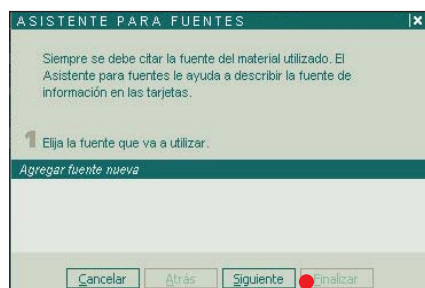 ASISTENTE PARA FUENTES
Siempre se debe citar la fuente del material utilizado. El
Asistente para fuentes le ayuda a describir la fuente de
información en las tarjetas.
1 Elija la fuente que va a utilizar.
Agregar fuente nueva
Cancelar Atrás Siguiente Finalizar